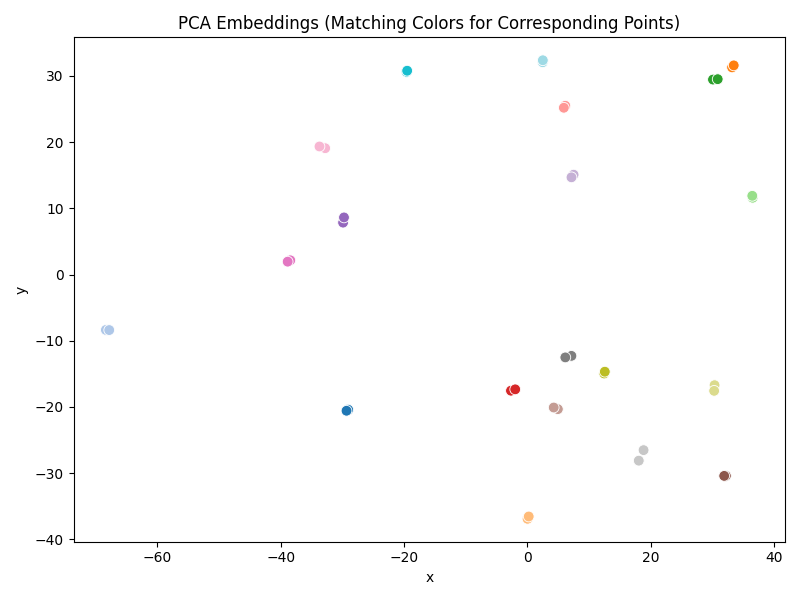 PCA Embeddings (Matching Colors for Corresponding Points)
30
20
10
0
−10
−20
−30
−40
y
−60 −40 −20 0 20 40
x